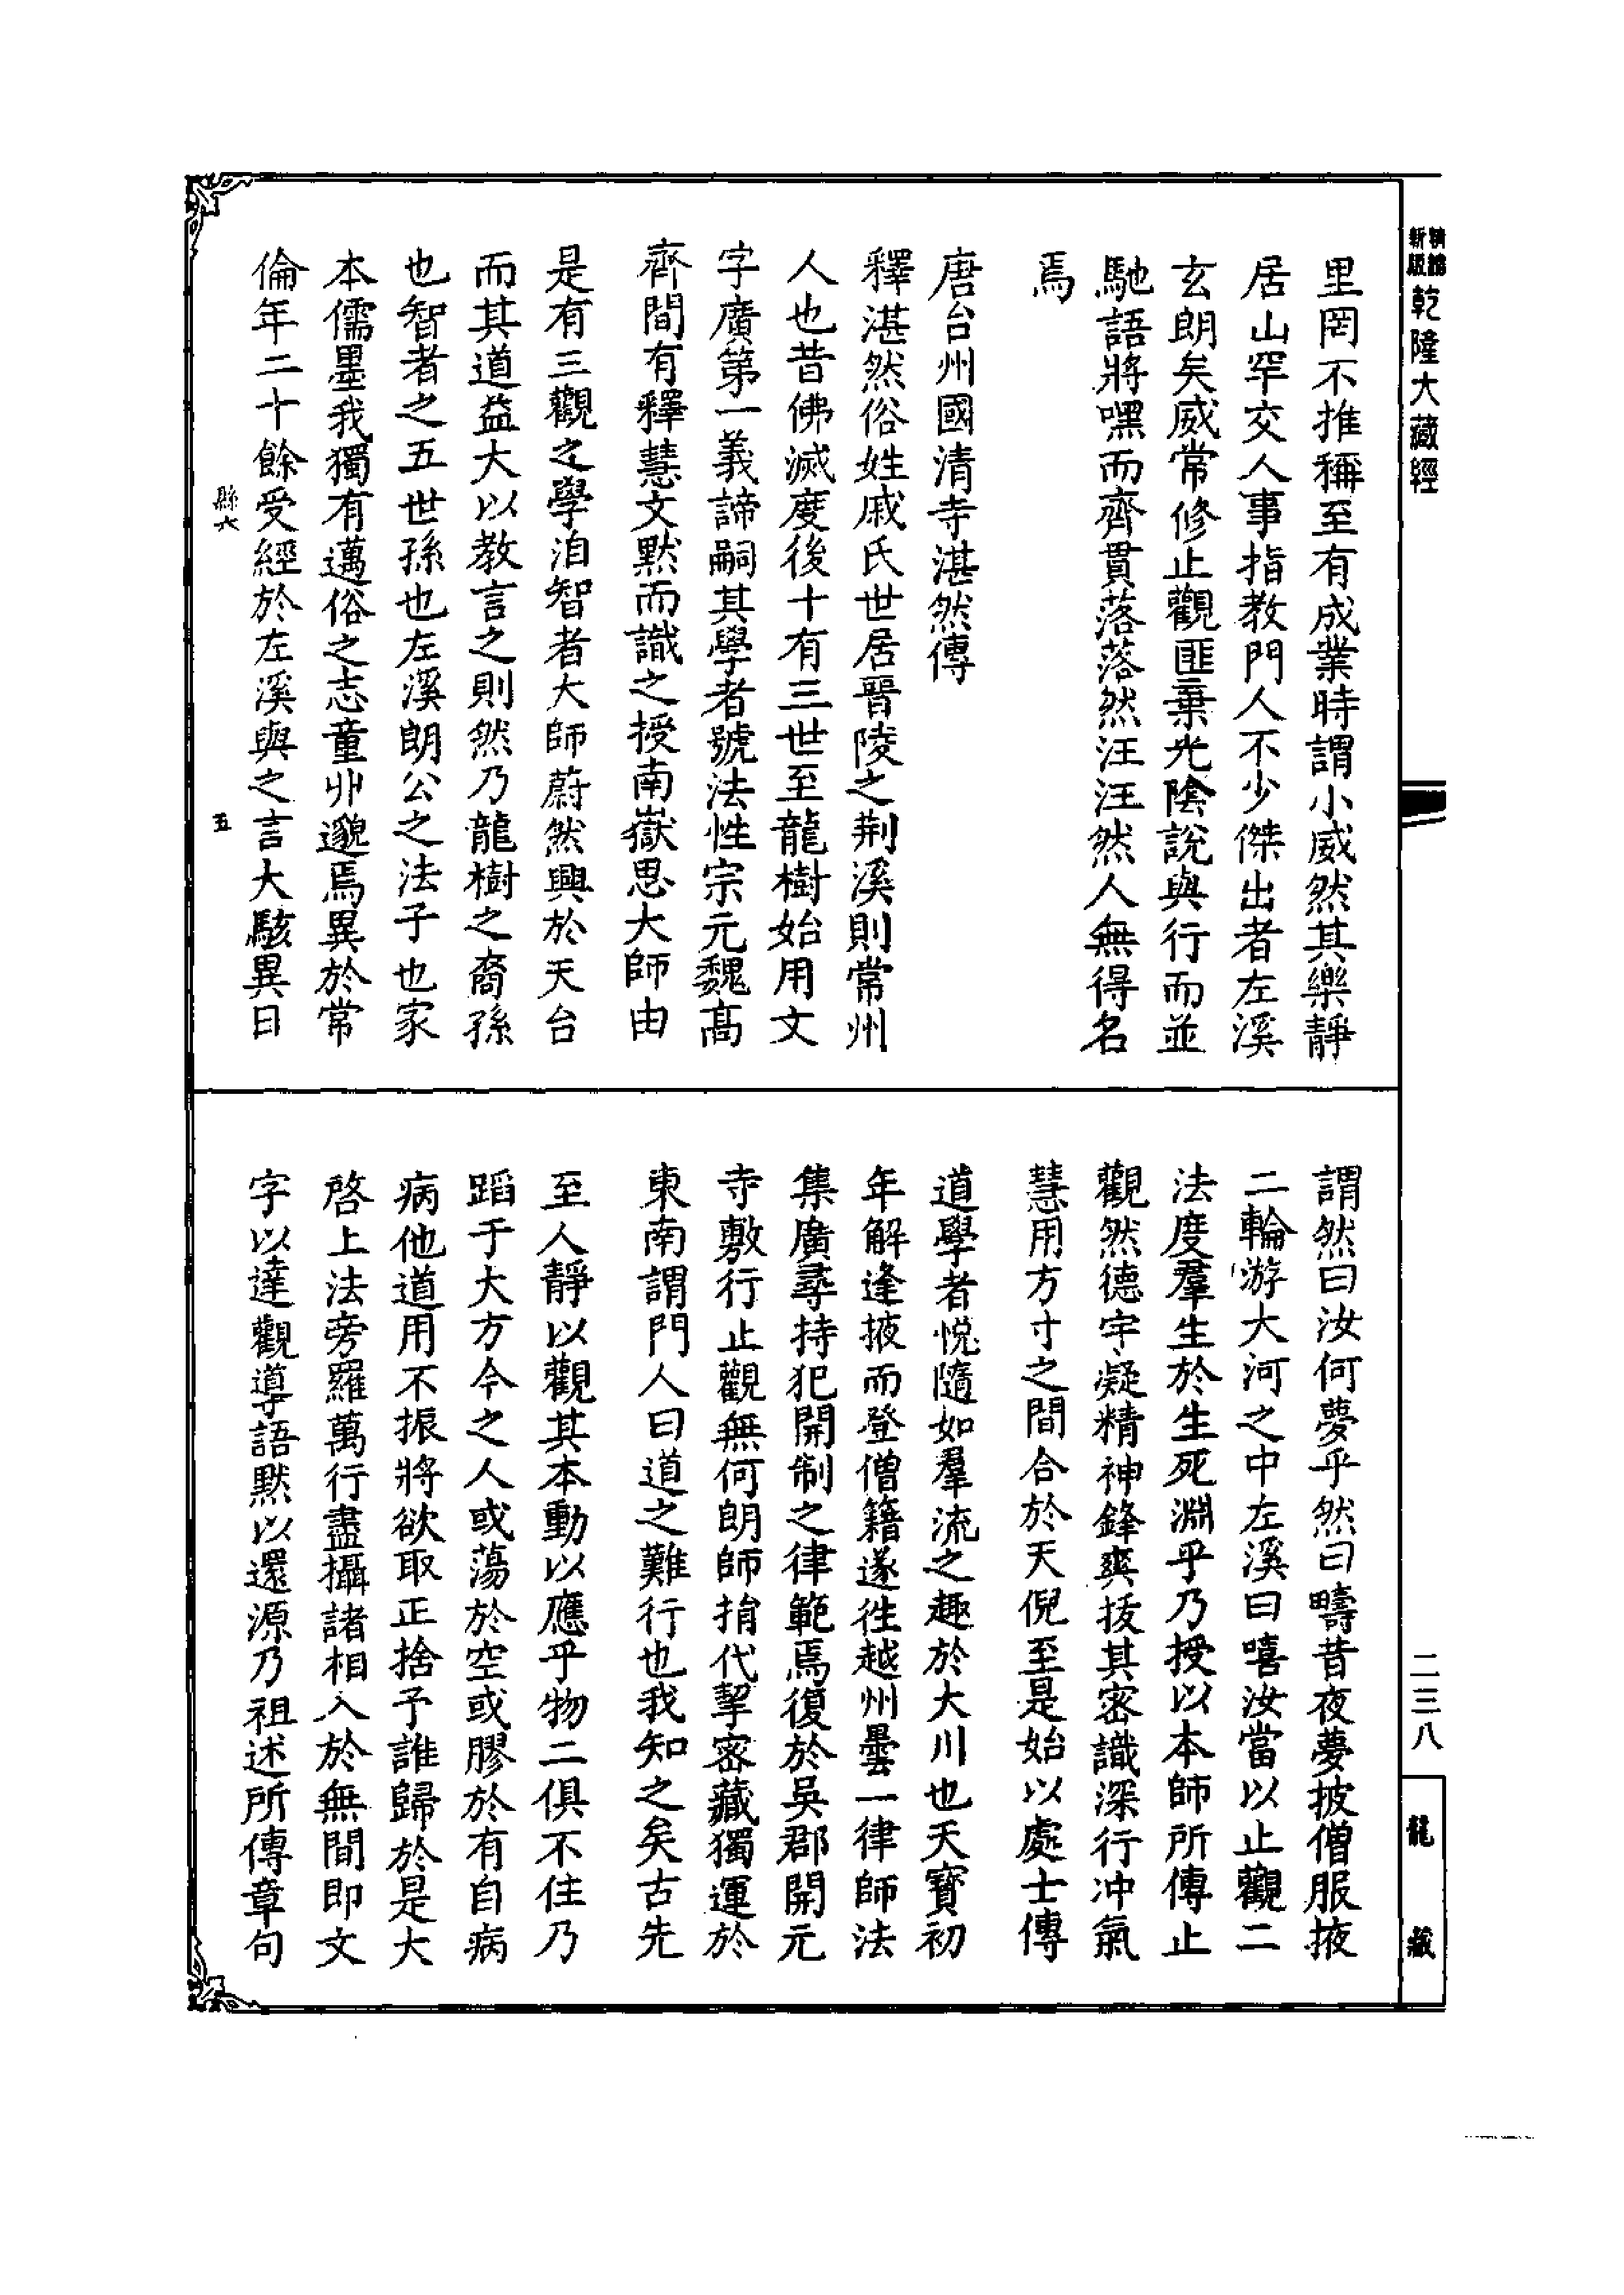 精編
新版
乾隆大藏經
里罔不推稱至有成業時謂小威然其樂靜
居山罕交人事指教門人不少傑出者左溪
玄朗矣威常修止觀匪棄光陰說與行而並
馳語將嘿而齊貫落落然汪汪然人無得名
焉
唐台州國清寺湛然傳
釋湛然俗姓戚氏世居晉陵之荆溪則常州
人也昔佛滅度後十有三世至龍樹始用文
字廣第一義諦嗣其學者號法性宗元魏髙
齊間有釋慧文默而識之授南嶽思大師由
是有三觀之學洎智者大師蔚然興於天台
而其道益大以教言之則然乃龍樹之裔孫
也智者之五世孫也左溪朗公之法子也家
本儒墨我獨有邁俗之志童丱邈焉異於常
倫年二十餘受經於左溪與之言大駭異日
縣六
五
謂然曰汝何夢乎然曰疇昔夜夢披僧服掖
二輪游大河之中左溪曰嘻汝當以止觀二
法度羣生於生死淵乎乃授以本師所傳止
觀然德宇凝精神鋒爽拔其密識深行冲氣
慧用方寸之間合於天倪至是始以處士傳
道學者悅隨如羣流之趣於大川也天寶初
年解逢掖而登僧籍遂徃越州曇一律師法
集廣尋持犯開制之律範焉復於吳郡開元
寺敷行止觀無何朗師捐代挈密藏獨運於
東南謂門人曰道之難行也我知之矣古先
至人靜以觀其本動以應乎物二俱不住乃
蹈于大方今之人或蕩於空或膠於有自病
病他道用不振將欲取正捨予誰歸於是大
啓上法旁羅萬行盡攝諸相入於無間即文
字以達觀導語默以還源乃祖述所傳章句
二三八
龍藏